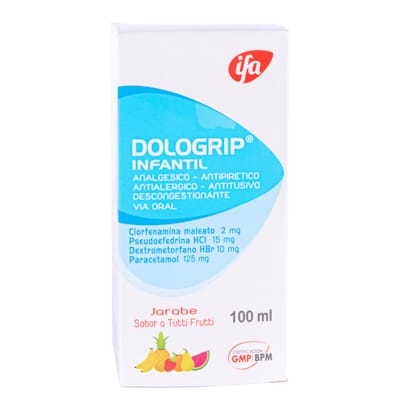 ifa
DOLOGRIP®
INFANTIL
ANALGESICO - ANTIPIRETICO
ANTIALERGICO - ANTITUSIVO
DESCONGESTIONANTE
VIA ORAL
Clorfenamina maleato 2 mg
Pseudoefedrina HCl 15 mg
Dextrometorfano HBr 10 mg
Paracetamol 125 mg
Jarabe
Sabor a Tutti Frutti
100 ml
CERTIFICACIÓN
GMP BPM